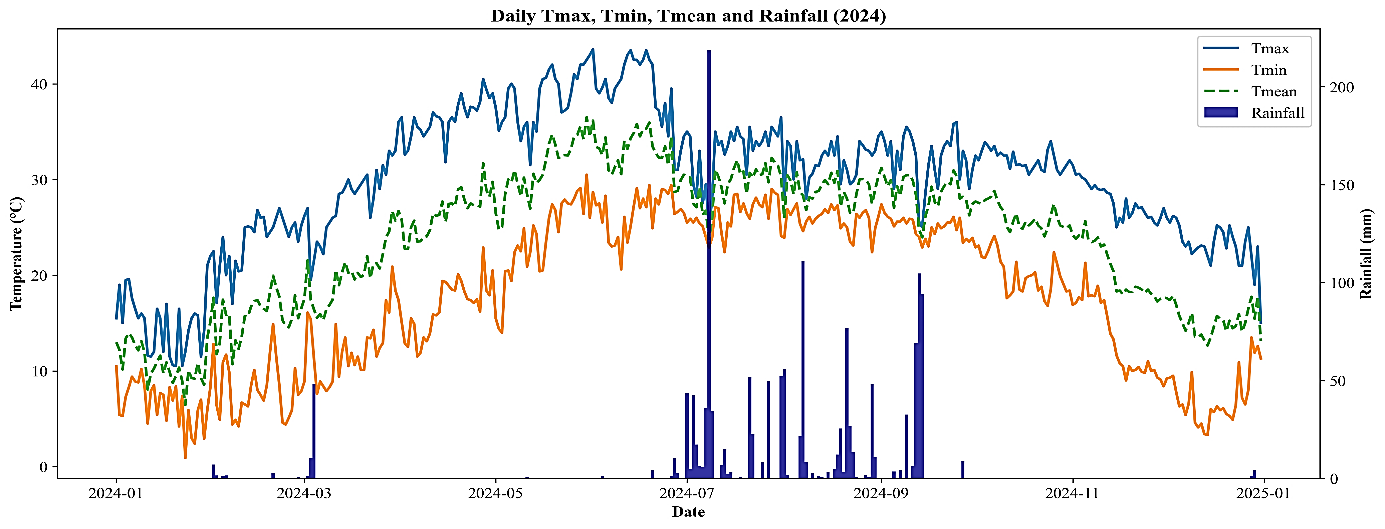 Daily Tmax, Tmin, Tmean and Rainfall (2024)
Tmax
Tmin
Tmean
Rainfall
Temperature (°C)
40
30
20
10
0
Rainfall (mm)
200
150
100
50
0
2024-01
2024-03
2024-05
2024-07
2024-09
2024-11
2025-01
Date